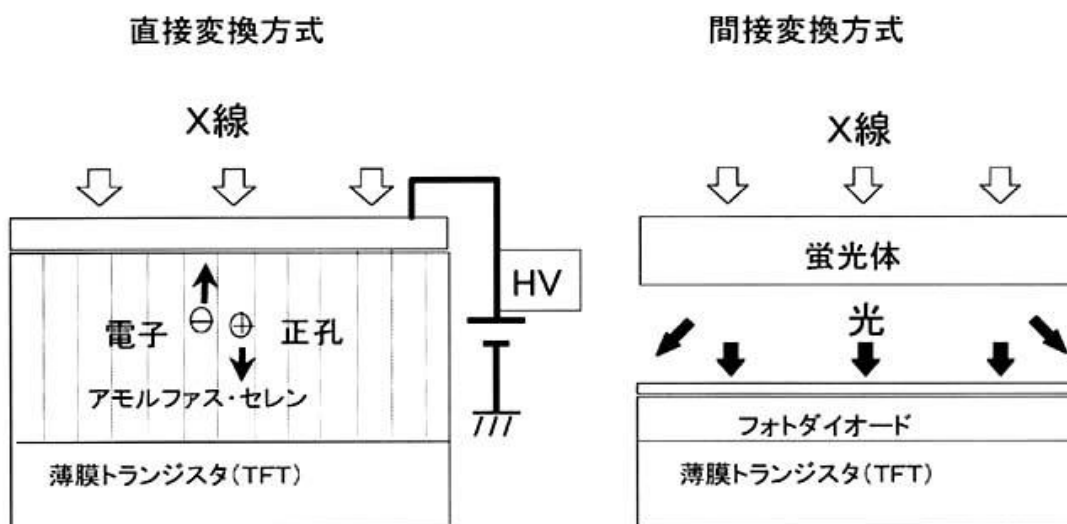 直接変換方式
X線
HV
電子
⊖
⊕
正孔
アモルファス・セレン
薄膜トランジスタ(TFT)
間接変換方式
X線
蛍光体
光
フォトダイオード
薄膜トランジスタ(TFT)